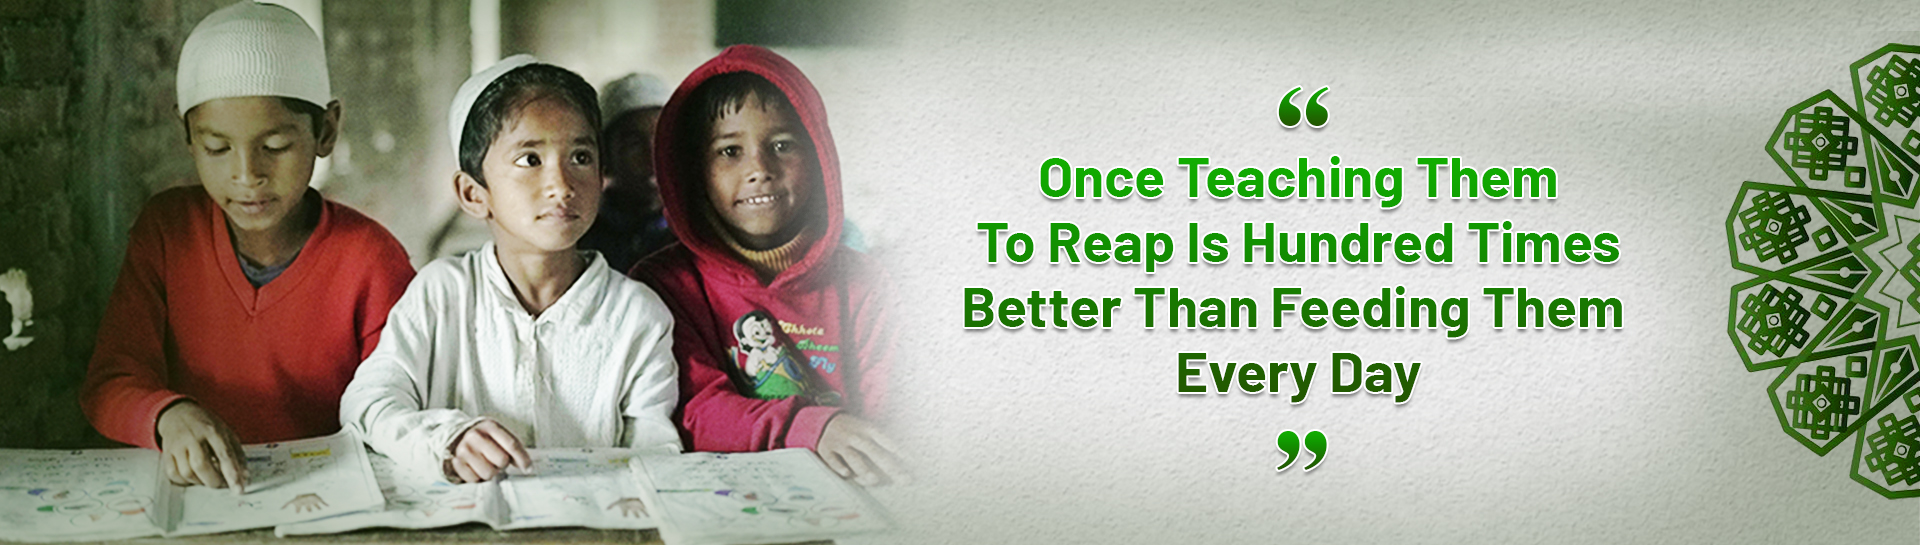 “
Once Teaching Them
To Reap Is Hundred Times
Better Than Feeding Them
Every Day
”
Chhota
Bheem